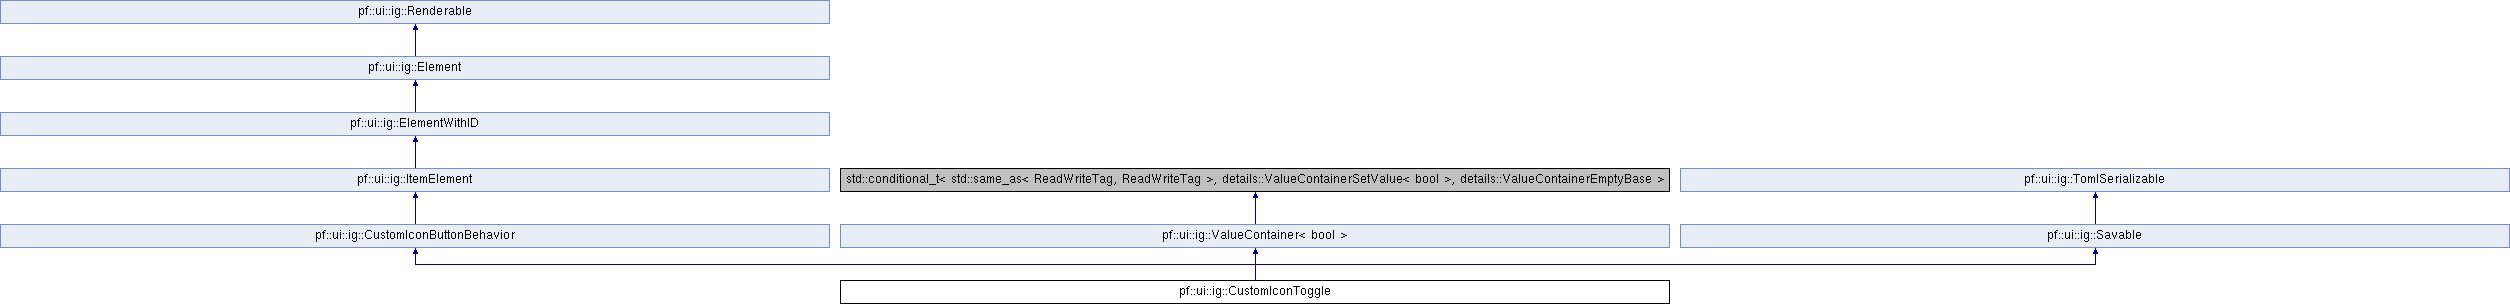 pf::ui::ig::Renderable
pf::ui::ig::Element
pf::ui::ig::ElementWithID
pf::ui::ig::ItemElement
std::conditional_t< std::same_as< ReadWriteTag, ReadWriteTag >, details::ValueContainerSetValue< bool >, details::ValueContainerEmptyBase >
pf::ui::ig::TomlSerializable
pf::ui::ig::CustomIconButtonBehavior
pf::ui::ig::ValueContainer< bool >
pf::ui::ig::Savable
pf::ui::ig::CustomIconToggle